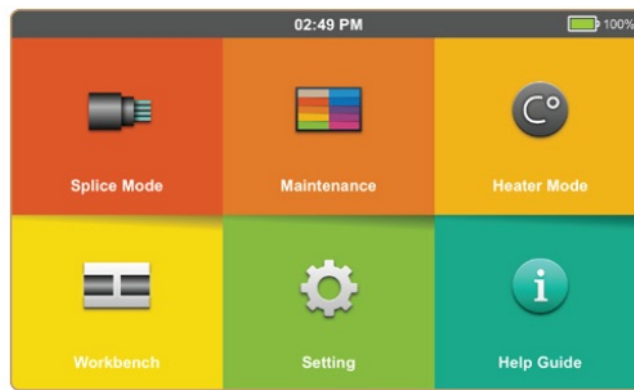 02:49 PM
100%
Splice Mode
Maintenance
Heater Mode
Workbench
Setting
Help Guide